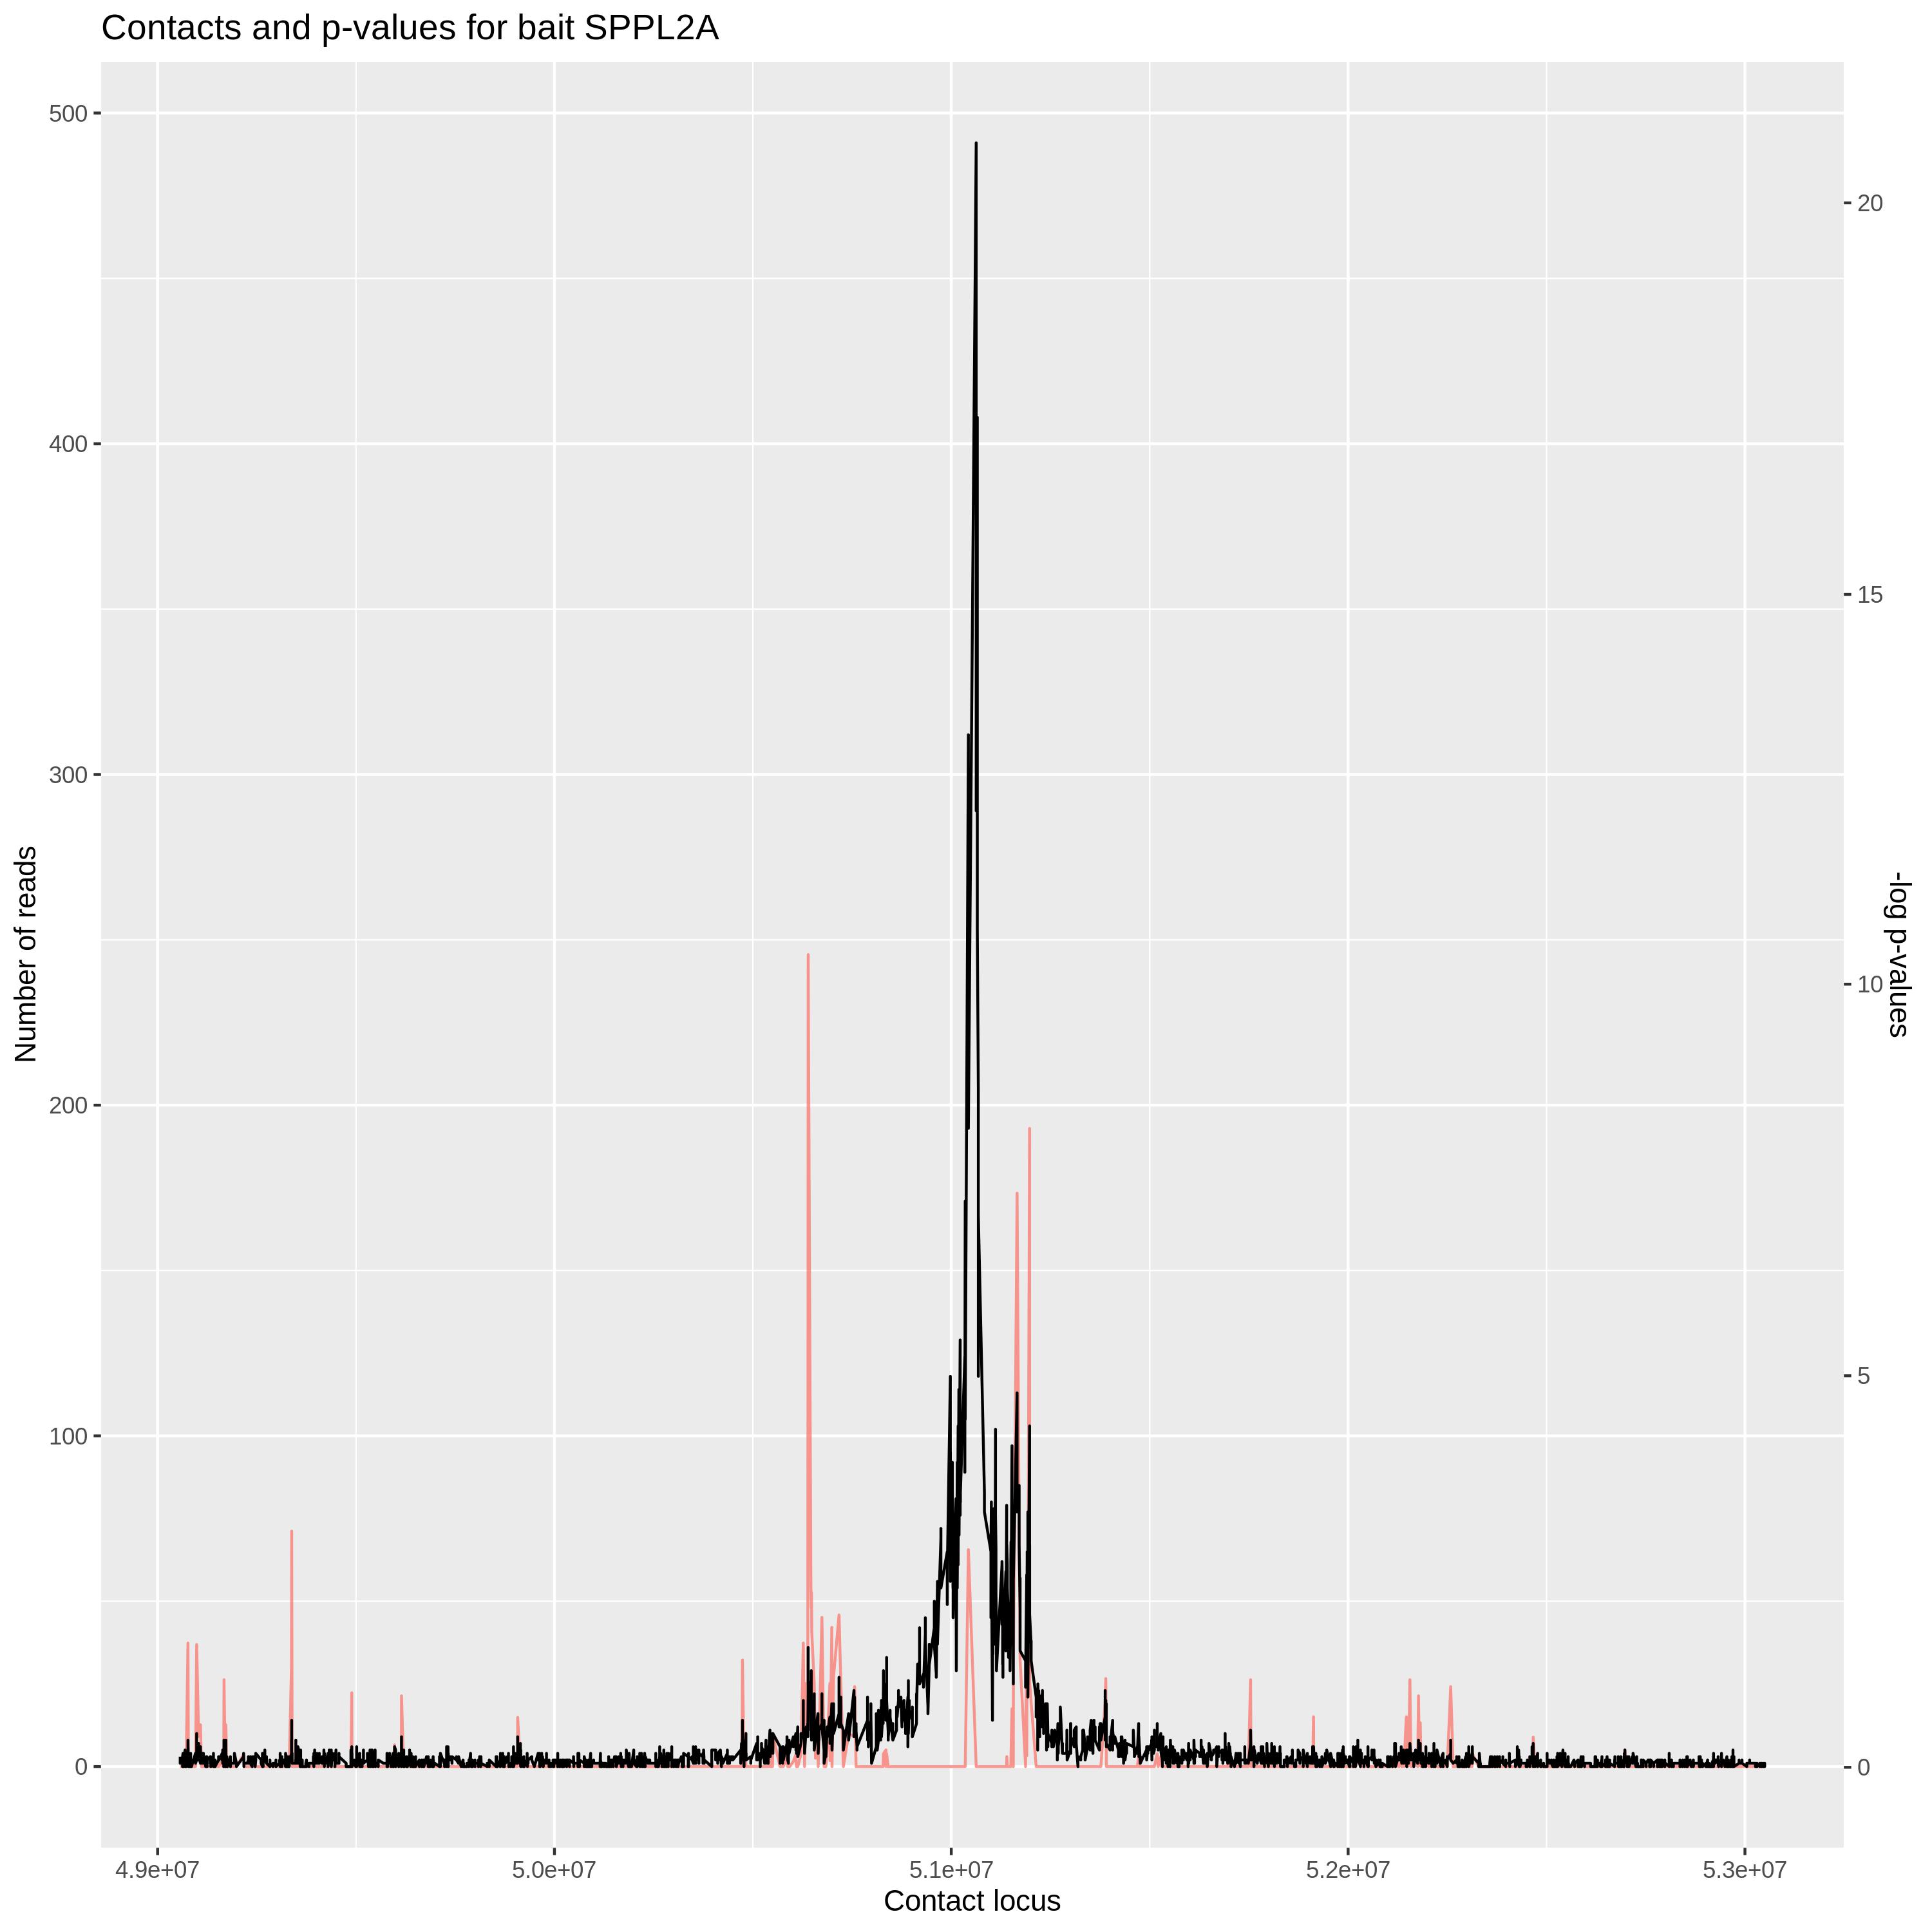 Contacts and p-values for bait SPPL2A
500
400
300
200
100
0
Number of reads
20
15
10
5
0
-log p-values
4.9e+07 5.0e+07 5.1e+07 5.2e+07 5.3e+07
Contact locus